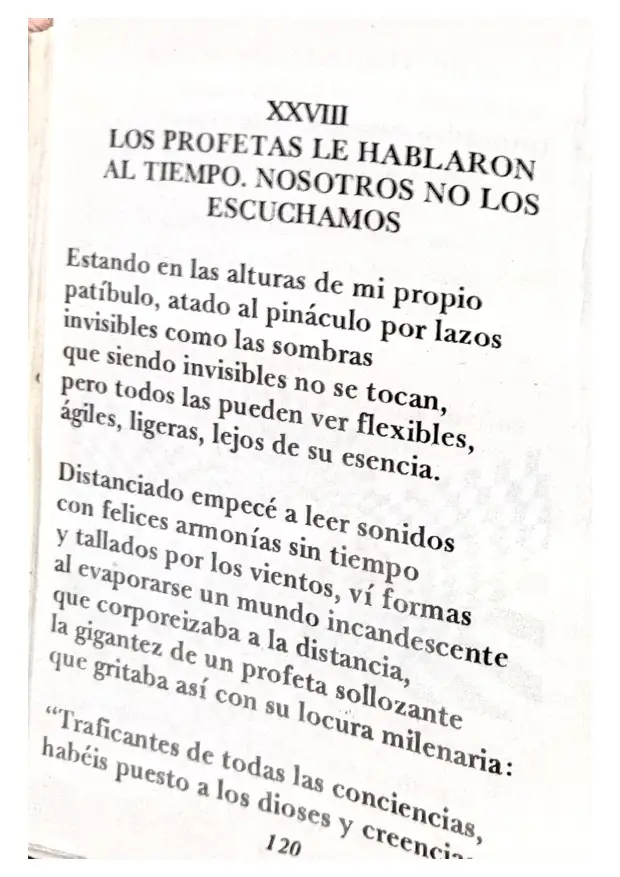 XXVIII
LOS PROFETAS LE HABLARON
AL TIEMPO. NOSOTROS NO LOS
ESCUCHAMOS
Estando en las alturas de mi propio
patíbulo, atado al pináculo por lazos
invisibles como las sombras
que siendo invisibles no se tocan,
pero todos las pueden ver flexibles,
ágiles, ligeras, lejos de su esencia.
Distanciado empecé a leer sonidos
con felices armonías sin tiempo
y tallados por los vientos, ví formas
al evaporarse un mundo incandescente
que corporeizaba a la distancia,
la gigantez de un profeta sollozante
que gritaba así con su locura milenaria:
“Traficantes de todas las conciencias,
habéis puesto a los dioses y
120